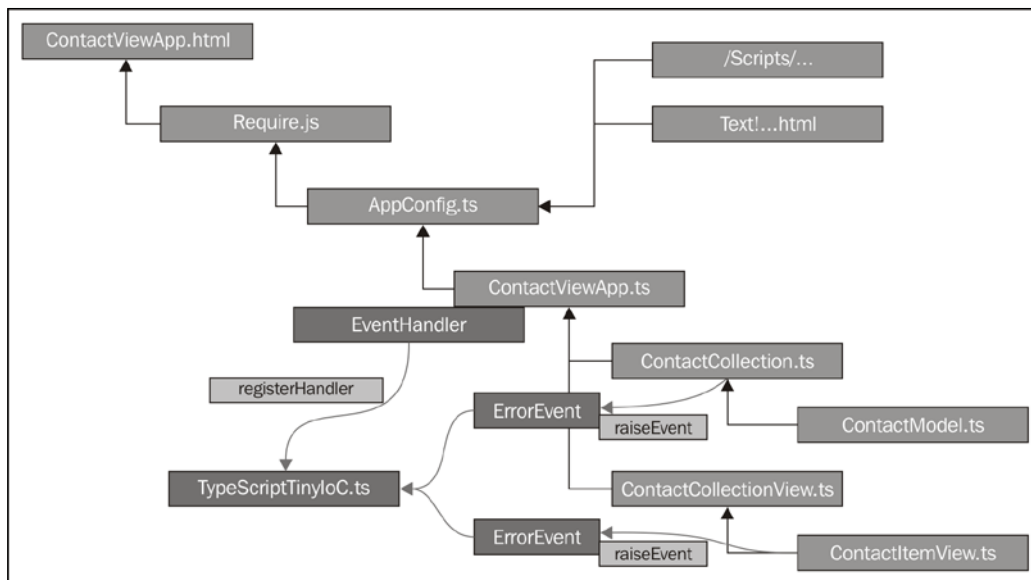 ContactViewApp.html
/Scripts/...
Require.js
Text!...html
AppConfig.ts
ContactViewApp.ts
EventHandler
ContactCollection.ts
registerHandler
ErrorEvent
raiseEvent
ContactModel.ts
TypeScriptTinyIoC.ts
ContactCollectionView.ts
ErrorEvent
raiseEvent
ContactItemView.ts